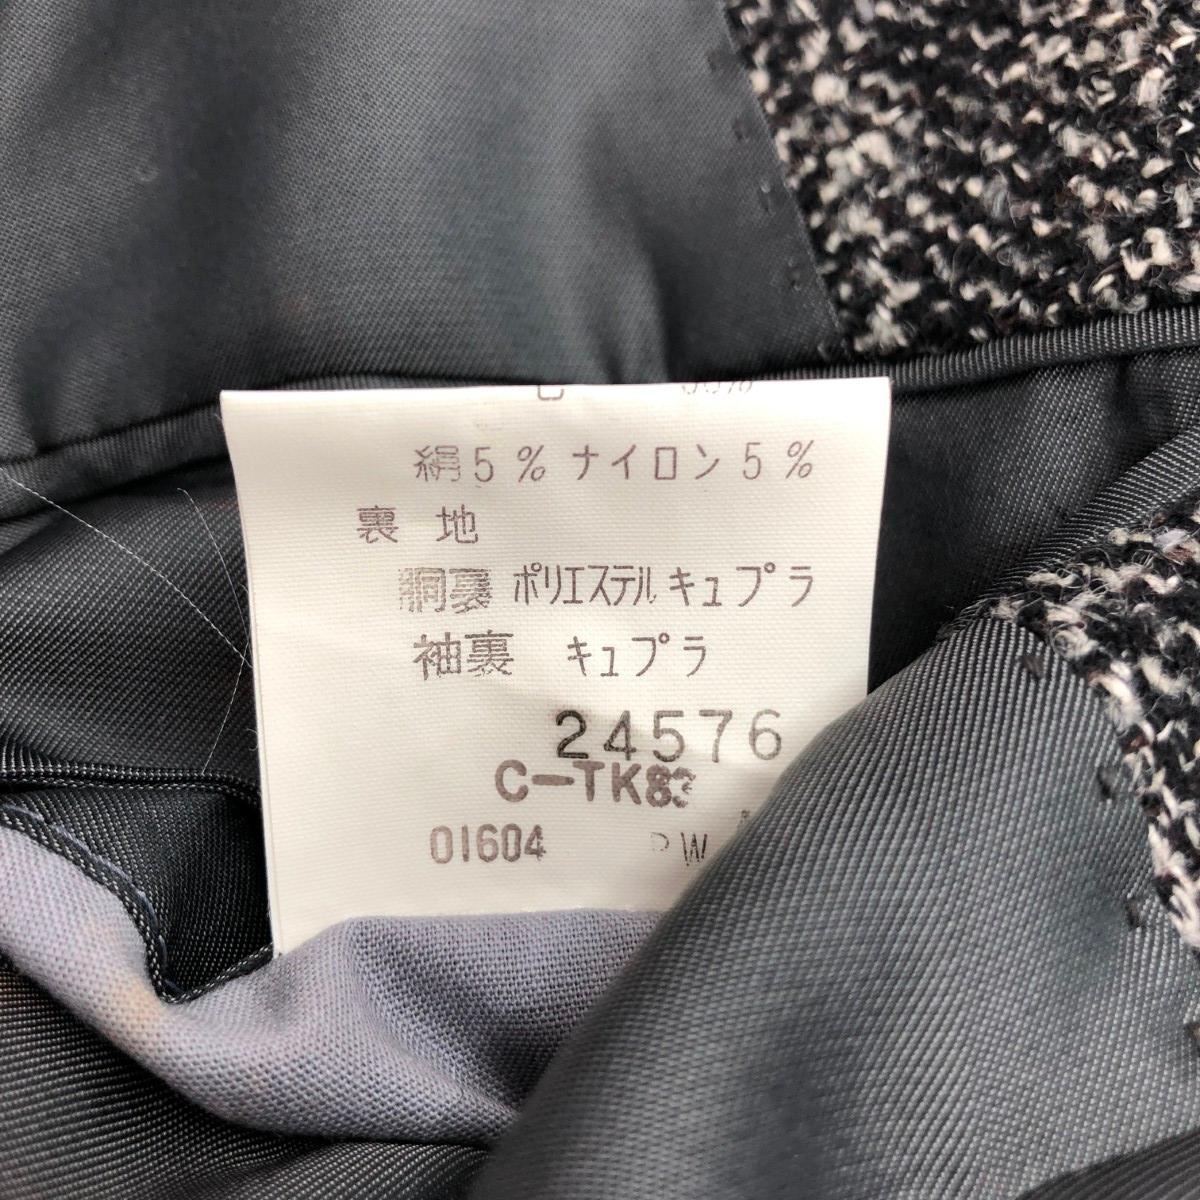 絹5% ナイロン5%
裏地
胴裏 ポリエステル キュプラ
袖裏 キュプラ
24576
C-TK83
01604